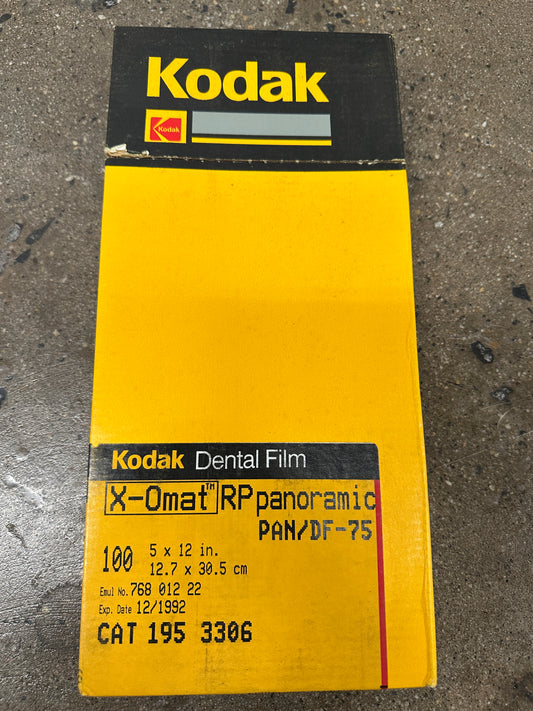 Kodak
Kodak
Kodak Dental Film
X-Omat™ RP panoramic
PAN/DF-75
100 5 x 12 in.
12.7 x 30.5 cm
Emul No. 768 012 22
Exp. Date 12/1992
CAT 195 3306